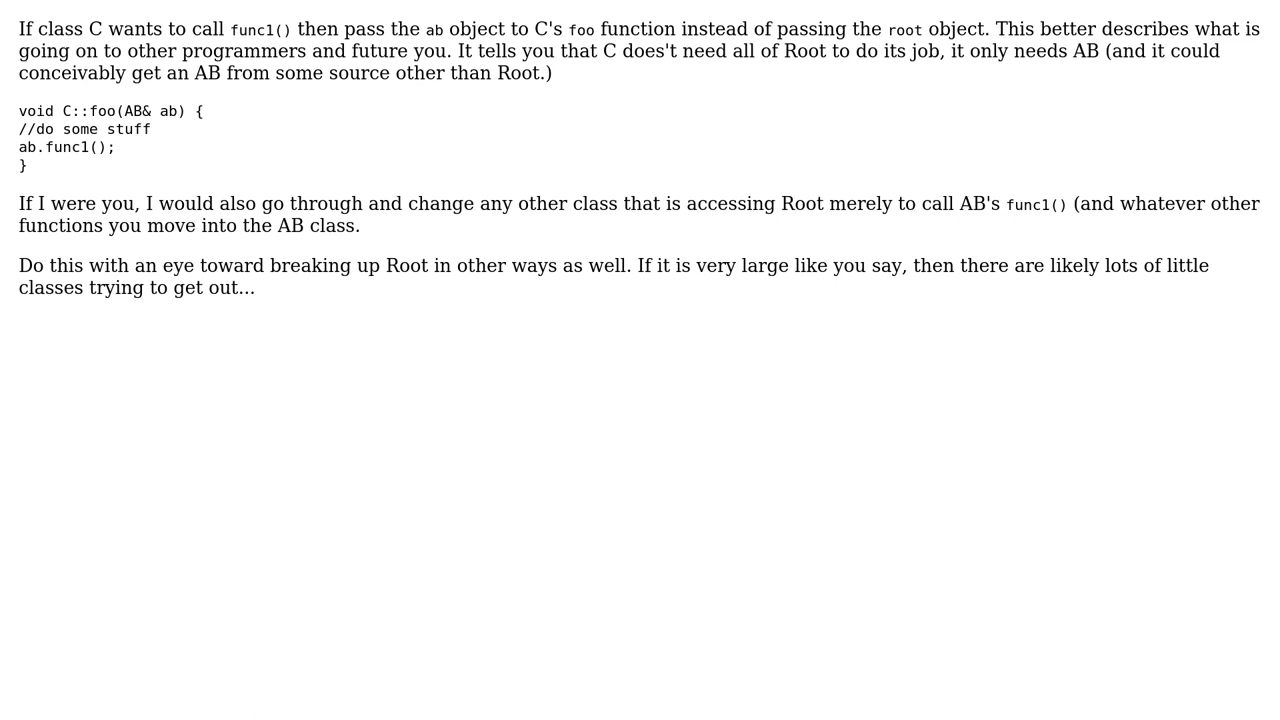 If class C wants to call func1() then pass the ab object to C's foo function instead of passing the root object. This better describes what is
going on to other programmers and future you. It tells you that C does't need all of Root to do its job, it only needs AB (and it could
conceivably get an AB from some source other than Root.)
void C::foo(AB& ab) {
//do some stuff
ab.func1();
}
If I were you, I would also go through and change any other class that is accessing Root merely to call AB's func1() (and whatever other
functions you move into the AB class.
Do this with an eye toward breaking up Root in other ways as well. If it is very large like you say, then there are likely lots of little
classes trying to get out...